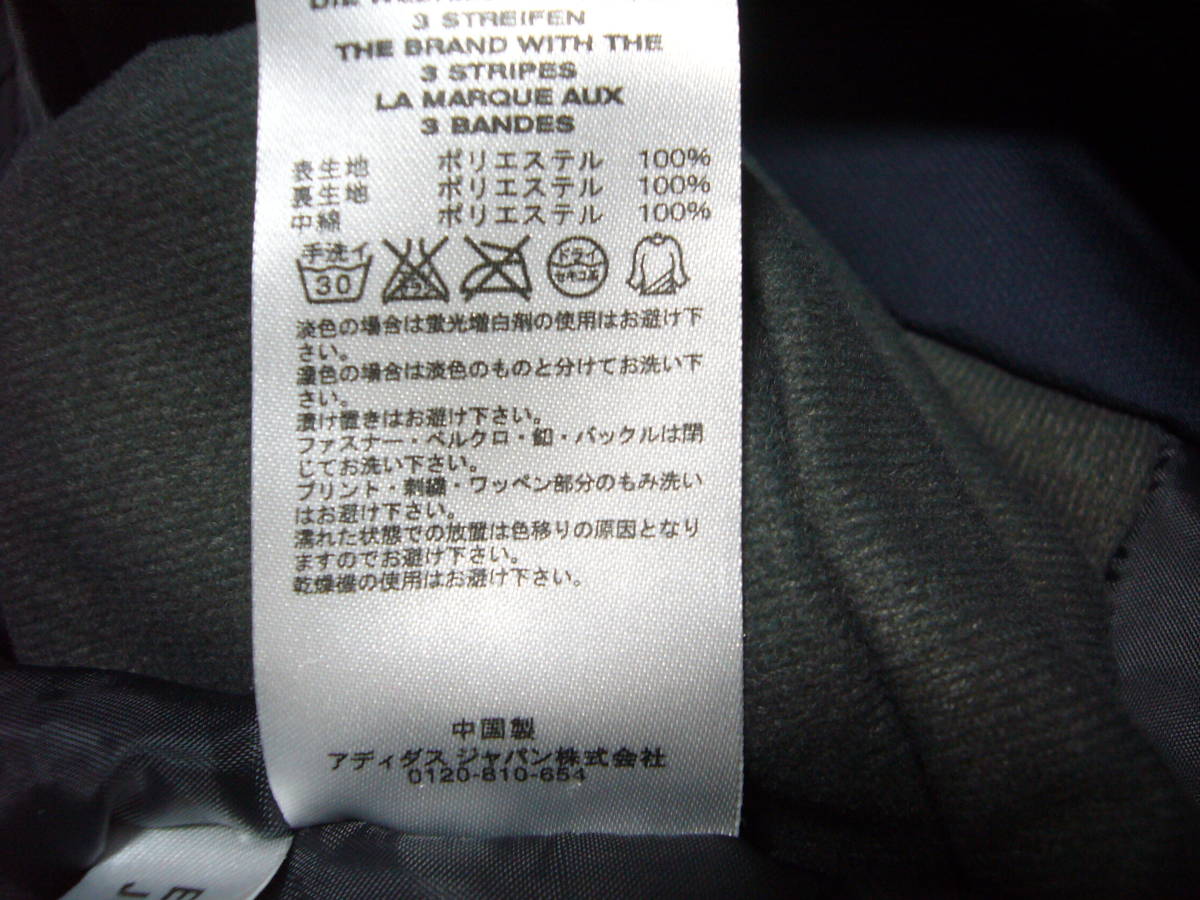 3 STREIFEN
THE BRAND WITH THE
3 STRIPES
LA MARQUE AUX
3 BANDES
表生地 ポリエステル 100%
裏生地 ポリエステル 100%
中綿 ポリエステル 100%
手洗イ
30
ドライ
セキユ系
淡色の場合は蛍光増白剤の使用はお避け下
さい。
濃色の場合は淡色のものと分けてお洗い下
さい。
漬け置きはお避け下さい。
ファスナー・ベルクロ・釦・バックルは閉
じてお洗い下さい。
プリント・刺繍・ワッペン部分のもみ洗い
はお避け下さい。
濡れた状態での放置は色移りの原因となり
ますのでお避け下さい。
乾燥機の使用はお避け下さい。
中国製
アディダス ジャパン株式会社
0120-810-654